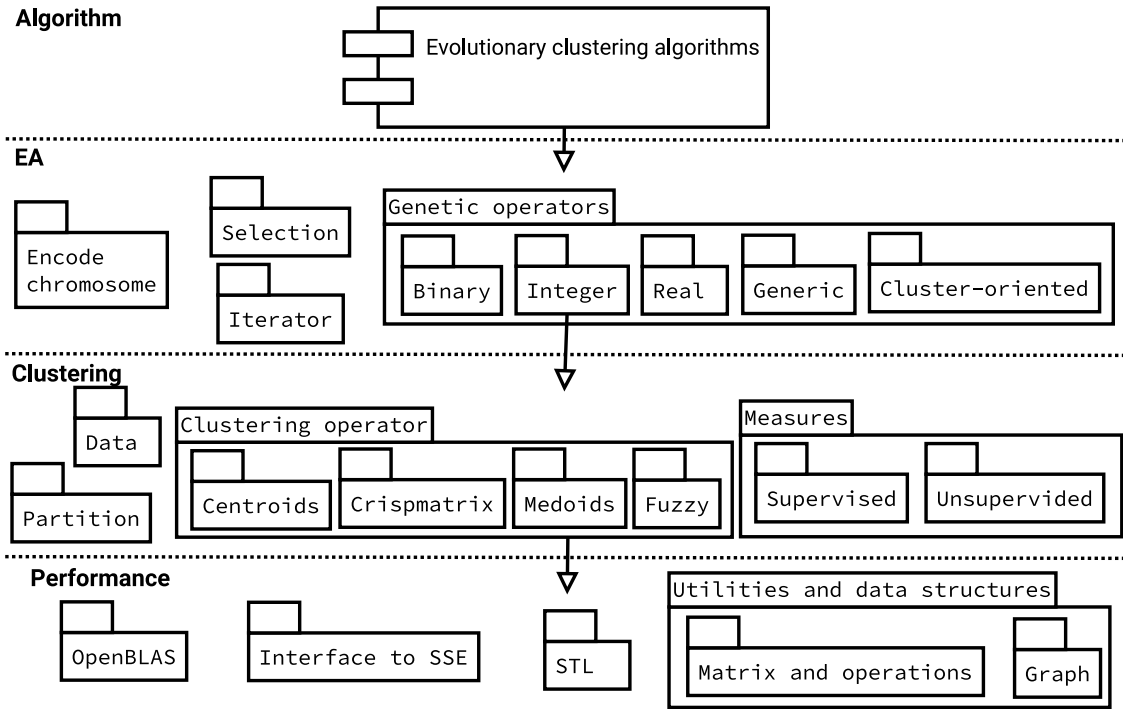 Algorithm
Evolutionary clustering algorithms
EA
Encode
chromosome
Selection
Iterator
Genetic operators
Binary
Integer
Real
Generic
Cluster-oriented
Clustering
Data
Partition
Clustering operator
Centroids
Crispmatrix
Medoids
Fuzzy
Measures
Supervised
Unsupervided
Performance
OpenBLAS
Interface to SSE
STL
Utilities and data structures
Matrix and operations
Graph